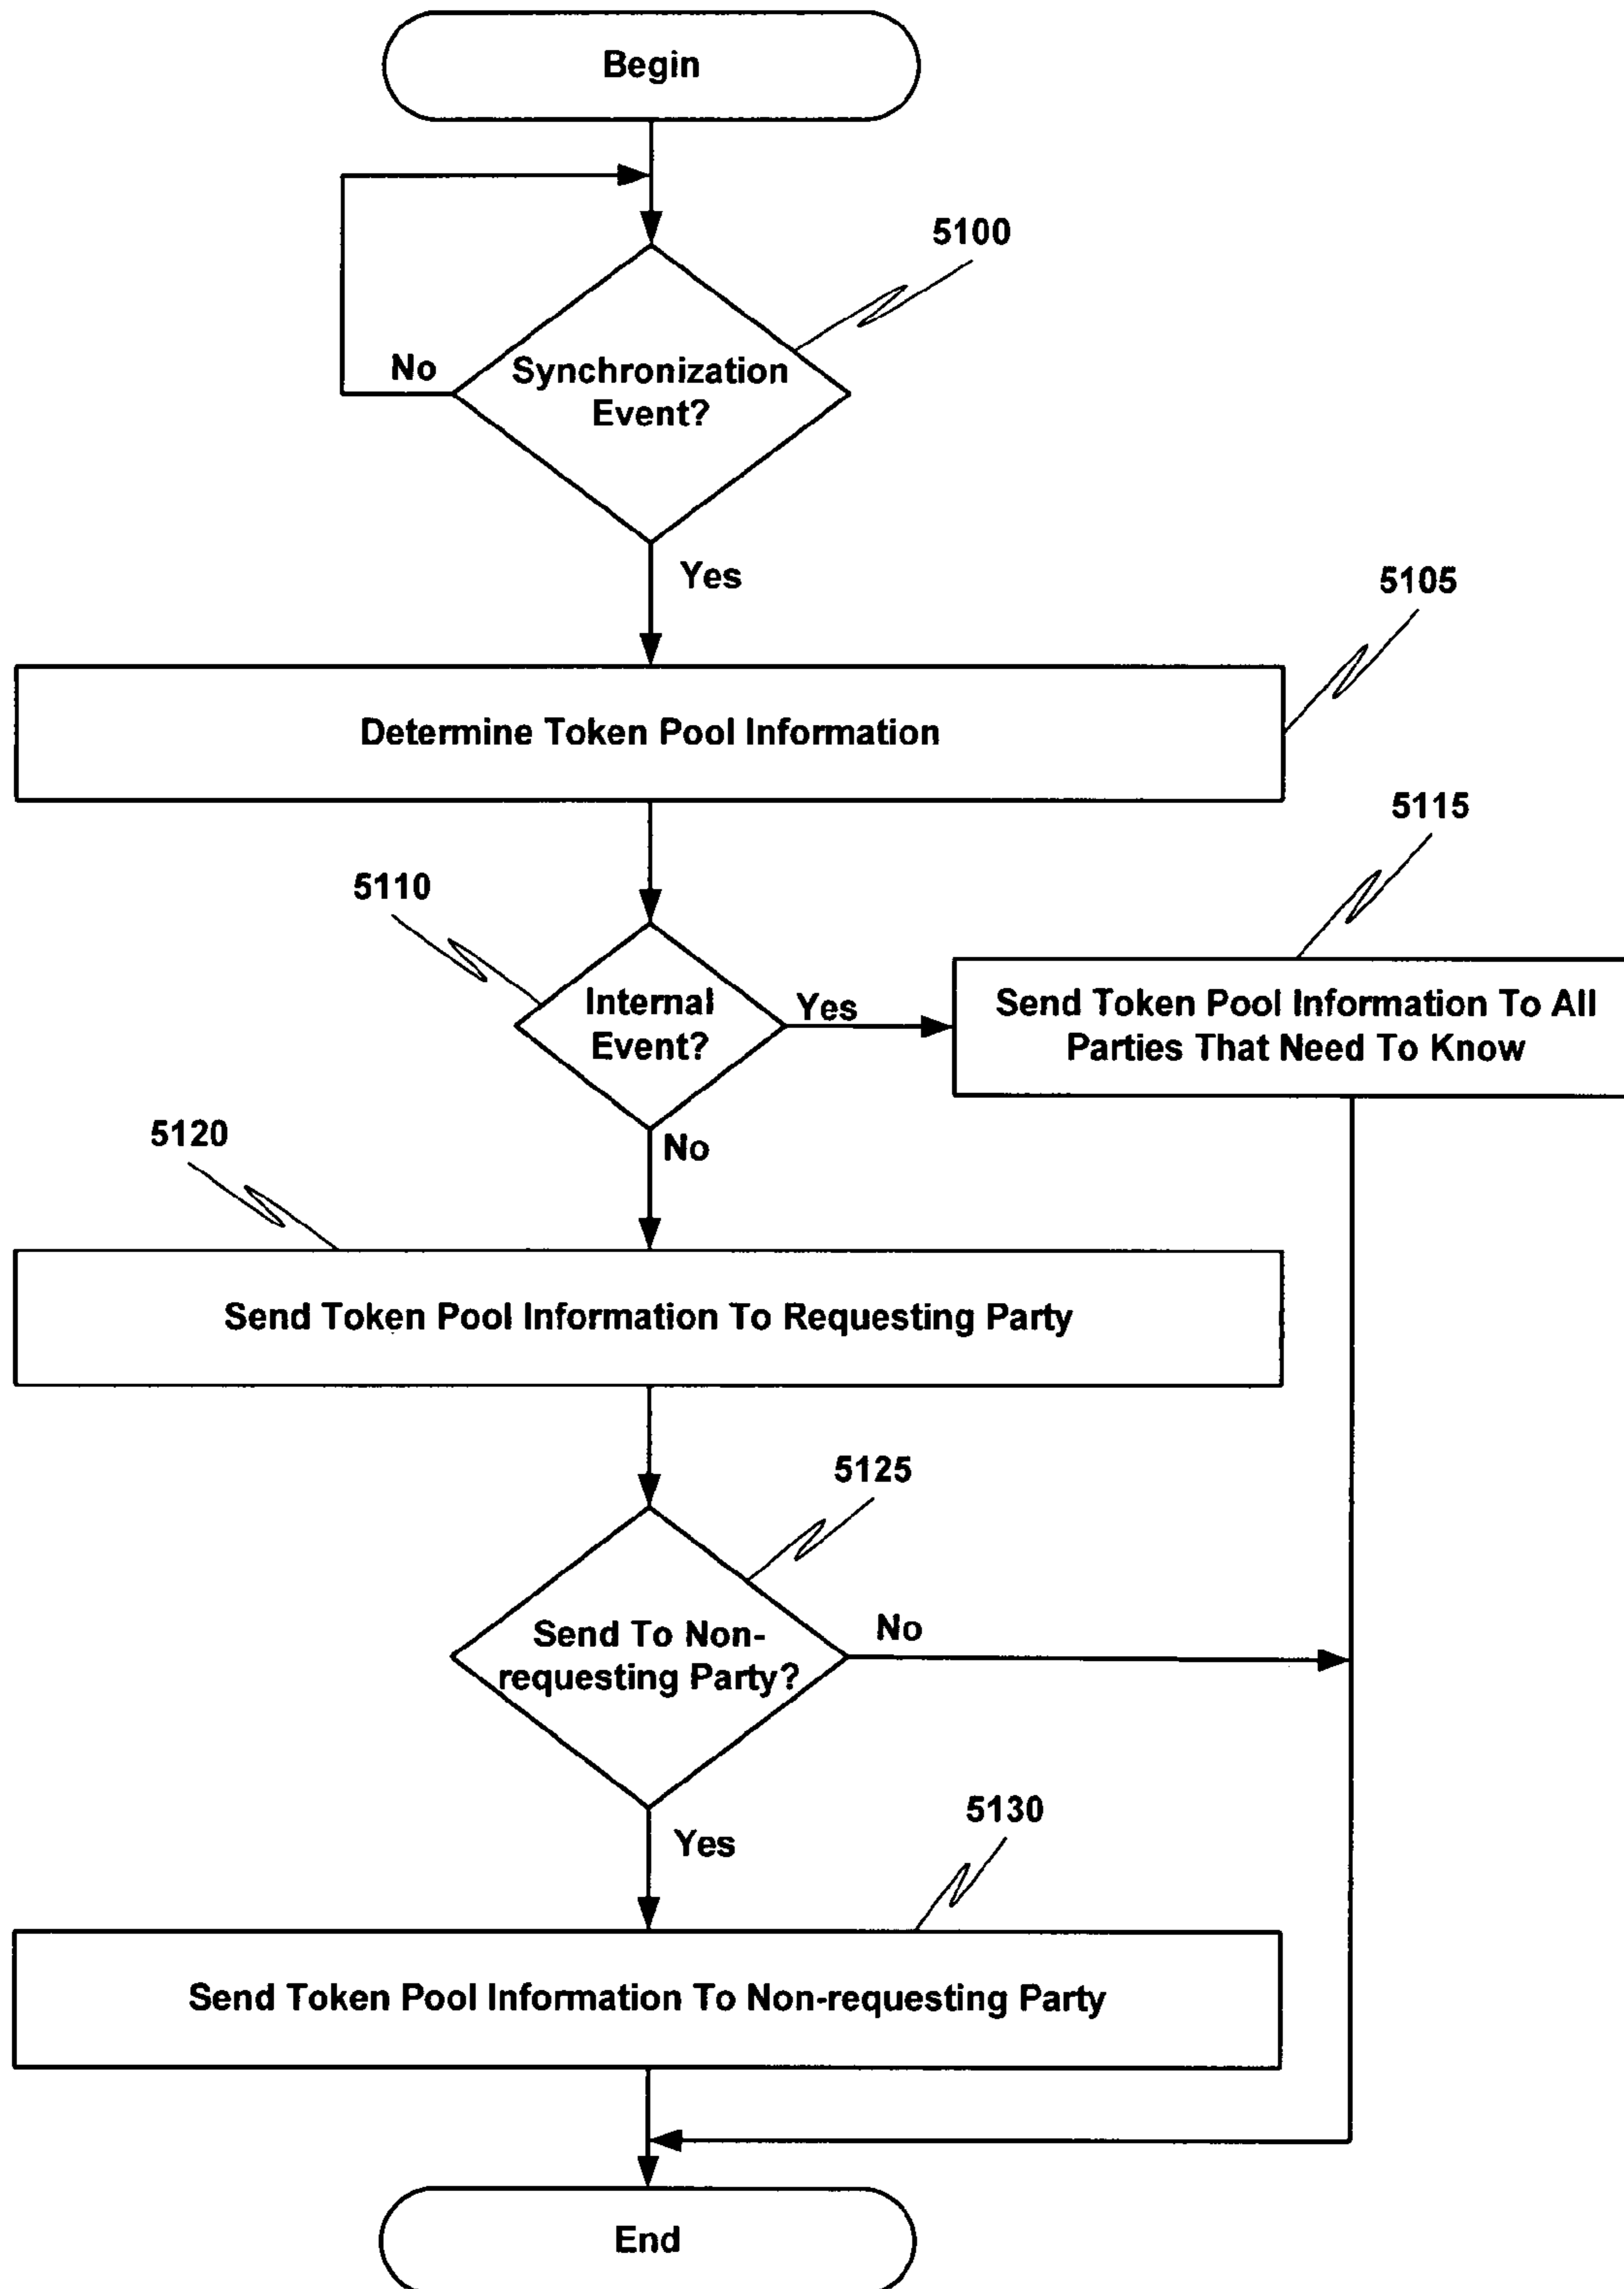 Begin
5100
No
Synchronization
Event?
Yes
5105
Determine Token Pool Information
5115
5110
Internal
Event?
Yes
Send Token Pool Information To All
Parties That Need To Know
No
5120
Send Token Pool Information To Requesting Party
5125
Send To Non-
requesting Party?
No
Yes
5130
Send Token Pool Information To Non-requesting Party
End